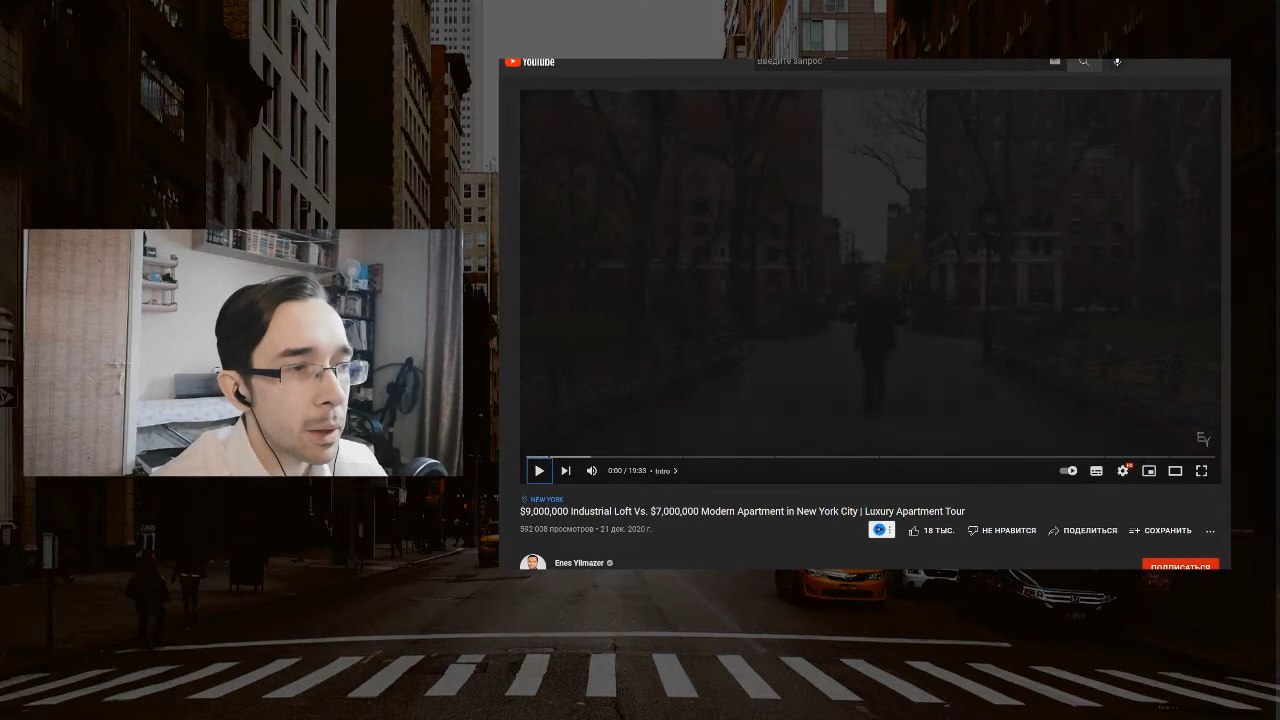 YouTube
Введите запрос
EY
0:00 / 19:33 • Intro
NEW YORK
$9,000,000 Industrial Loft Vs. $7,000,000 Modern Apartment in New York City | Luxury Apartment Tour
592 008 просмотров • 21 дек. 2020 г.
18 ТЫС.
НЕ НРАВИТСЯ
ПОДЕЛИТЬСЯ
СОХРАНИТЬ
Enes Yilmazer
ПОДПИСАТЬСЯ